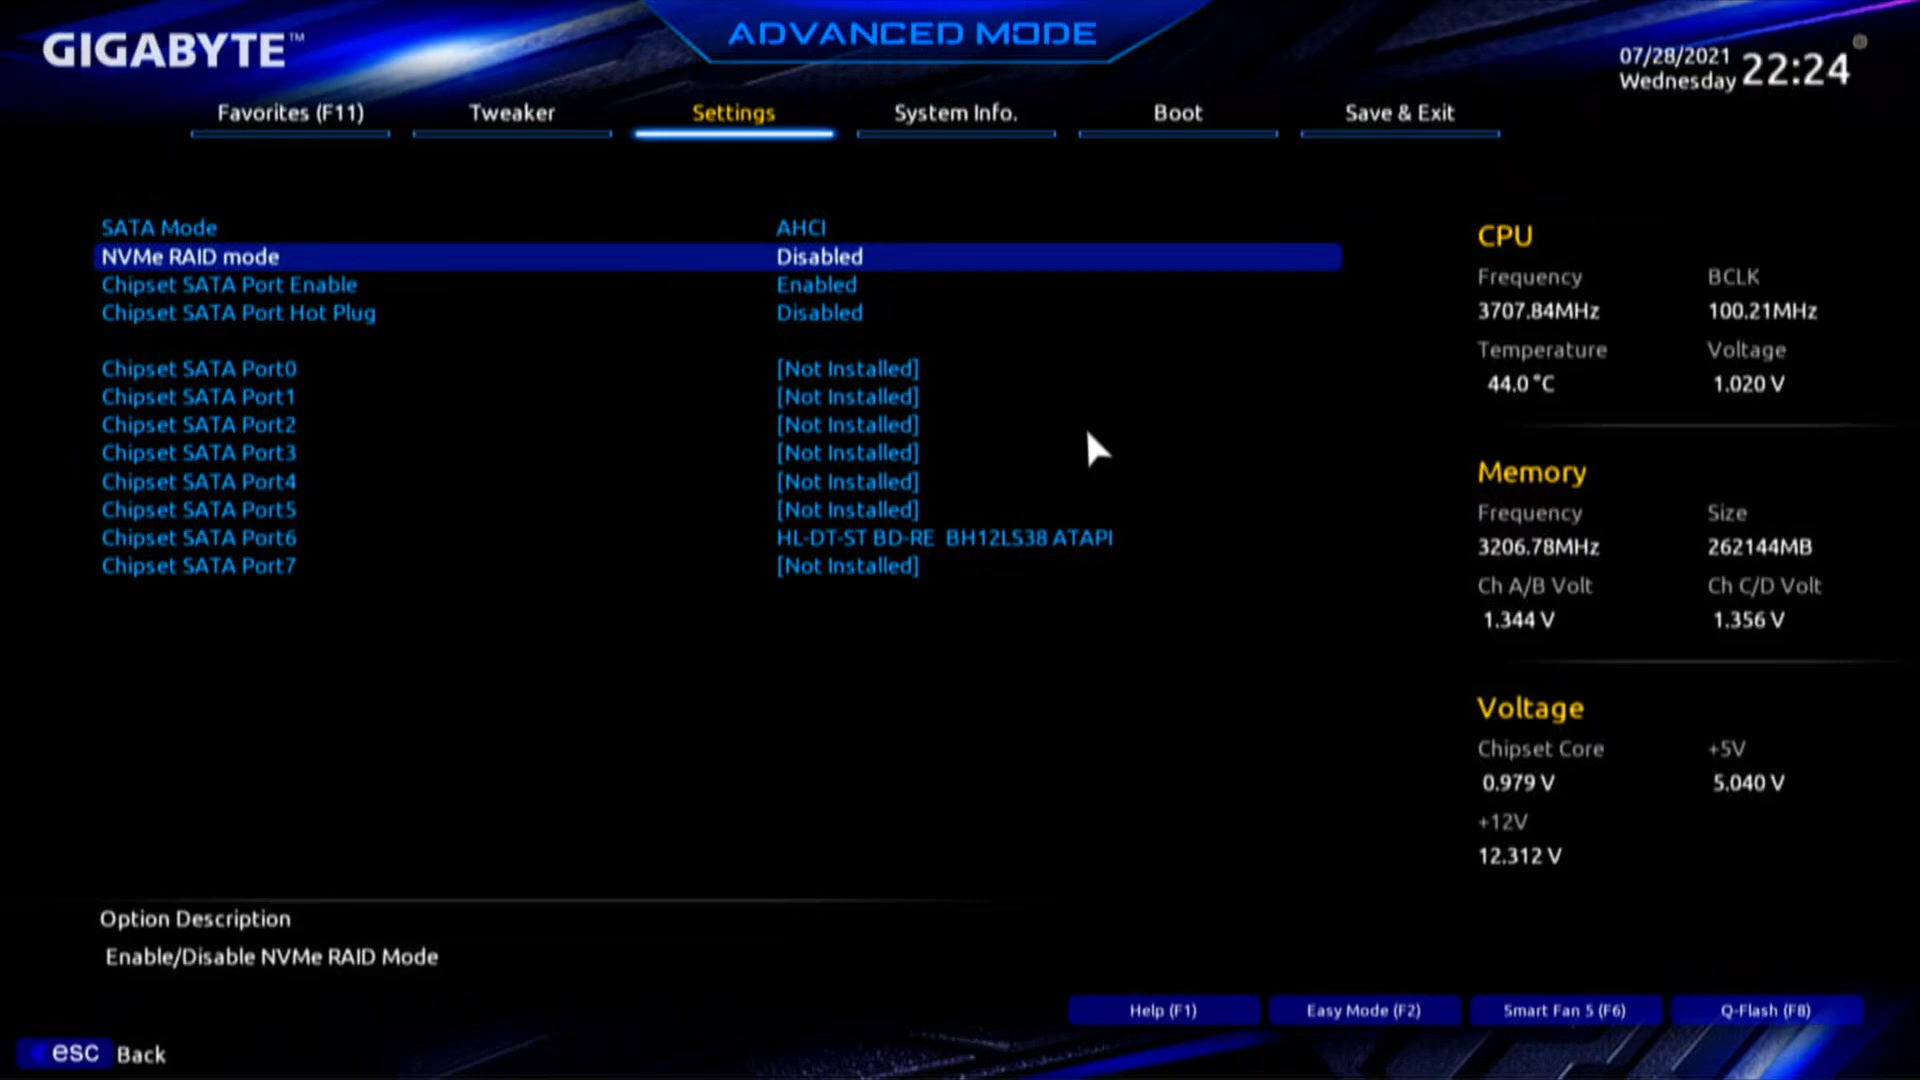 GIGABYTE™
ADVANCED MODE
07/28/2021
Wednesday
22:24
Favorites (F11) Tweaker Settings System Info. Boot Save & Exit
SATA Mode AHCI
NVMe RAID mode Disabled
Chipset SATA Port Enable Enabled
Chipset SATA Port Hot Plug Disabled
Chipset SATA Port0 [Not Installed]
Chipset SATA Port1 [Not Installed]
Chipset SATA Port2 [Not Installed]
Chipset SATA Port3 [Not Installed]
Chipset SATA Port4 [Not Installed]
Chipset SATA Port5 [Not Installed]
Chipset SATA Port6 HL-DT-ST BD-RE BH12LS38 ATAPI
Chipset SATA Port7 [Not Installed]
CPU
Frequency BCLK
3707.84MHz 100.21MHz
Temperature Voltage
44.0 °C 1.020 V
Memory
Frequency Size
3206.78MHz 262144MB
Ch A/B Volt Ch C/D Volt
1.344 V 1.356 V
Voltage
Chipset Core +5V
0.979 V 5.040 V
+12V
12.312 V
Option Description
Enable/Disable NVMe RAID Mode
Help (F1) Easy Mode (F2) Smart Fan 5 (F6) Q-Flash (F8)
esc Back